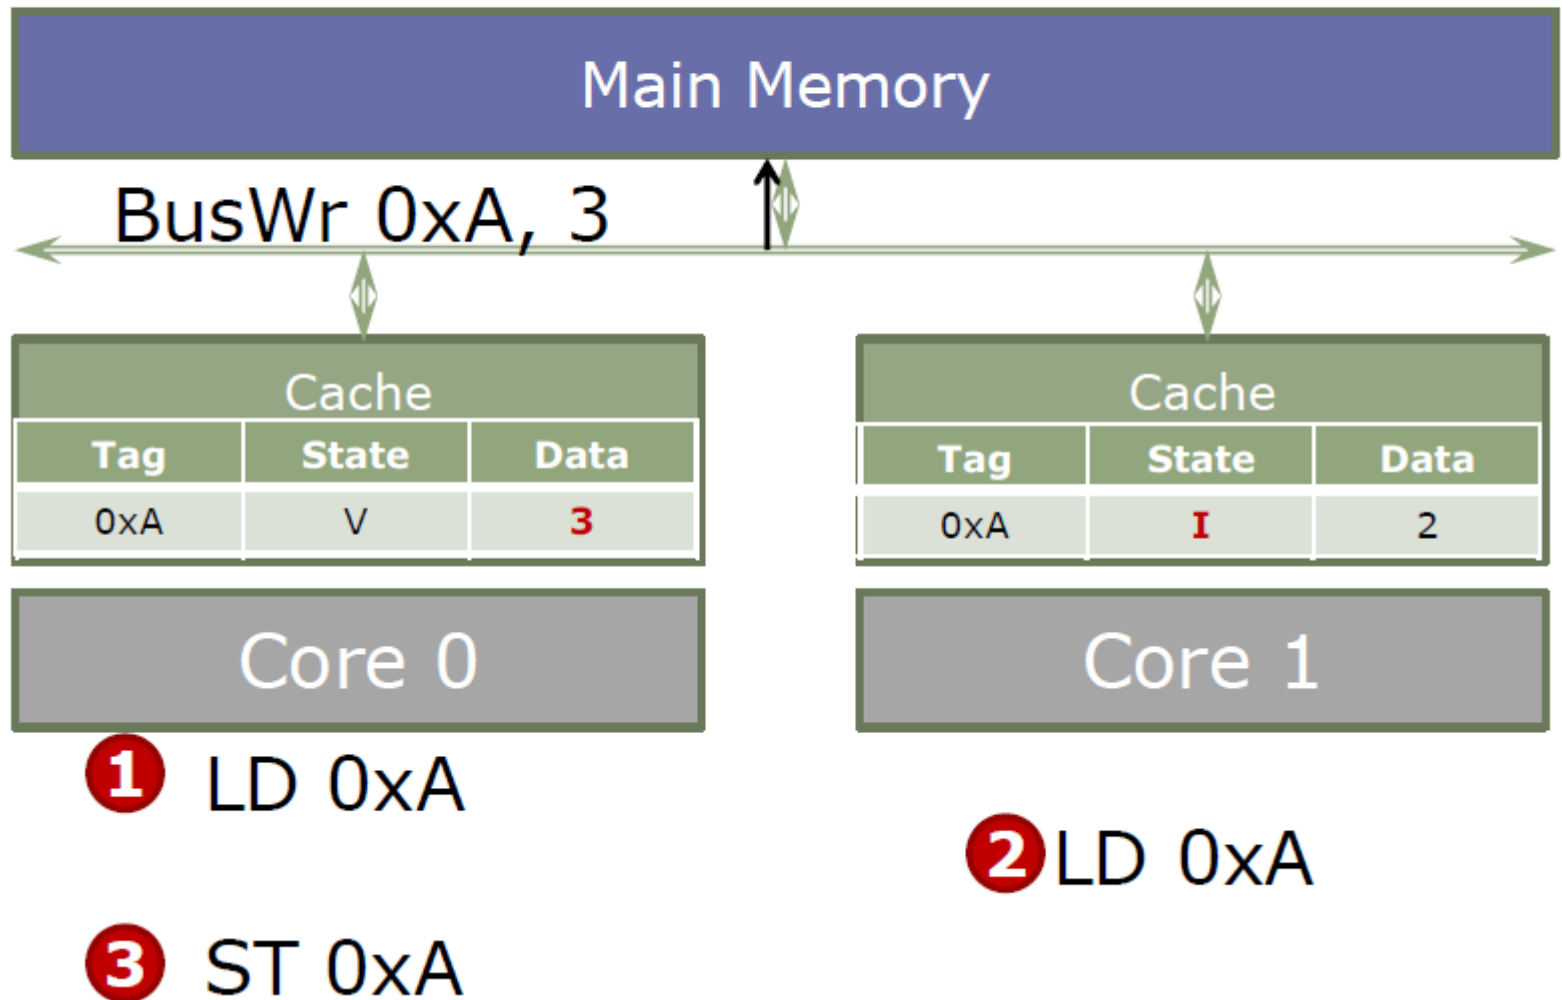 Main Memory
BusWr 0xA, 3
Cache
Tag State Data
0xA V 3
Cache
Tag State Data
0xA I 2
Core 0
Core 1
1 LD 0xA
2 LD 0xA
3 ST 0xA